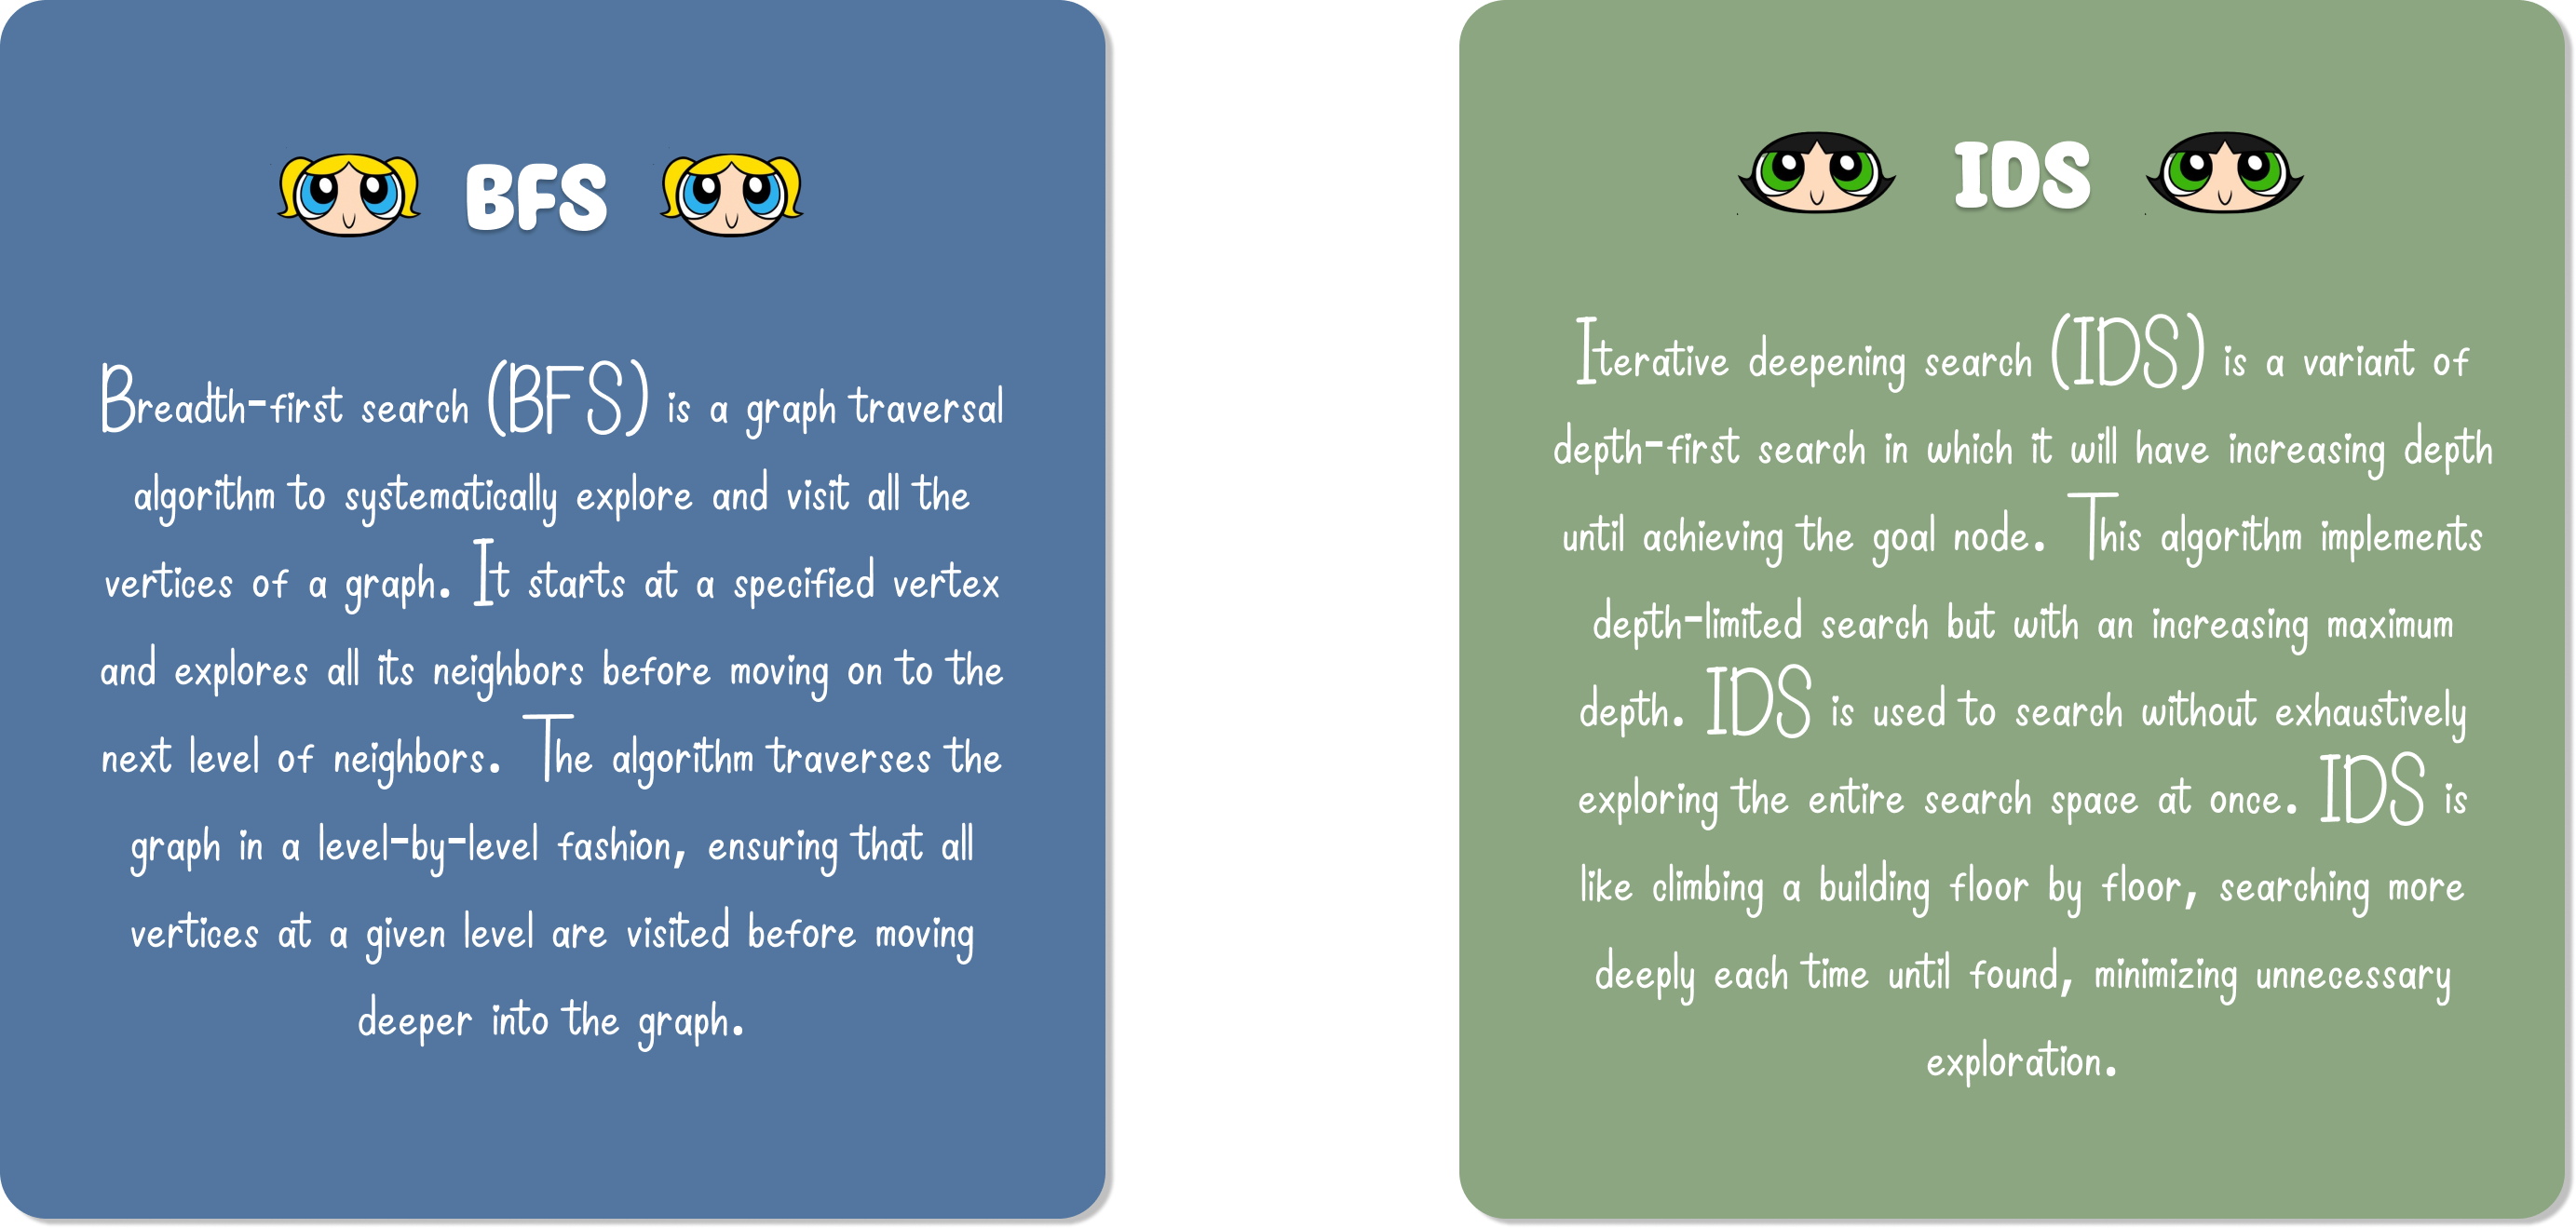 BFS
Breadth-first search (BFS) is a graph traversal
algorithm to systematically explore and visit all the
vertices of a graph. It starts at a specified vertex
and explores all its neighbors before moving on to the
next level of neighbors. The algorithm traverses the
graph in a level-by-level fashion, ensuring that all
vertices at a given level are visited before moving
deeper into the graph.
IDS
Iterative deepening search (IDS) is a variant of
depth-first search in which it will have increasing depth
until achieving the goal node. This algorithm implements
depth-limited search but with an increasing maximum
depth. IDS is used to search without exhaustively
exploring the entire search space at once. IDS is
like climbing a building floor by floor, searching more
deeply each time until found, minimizing unnecessary
exploration.